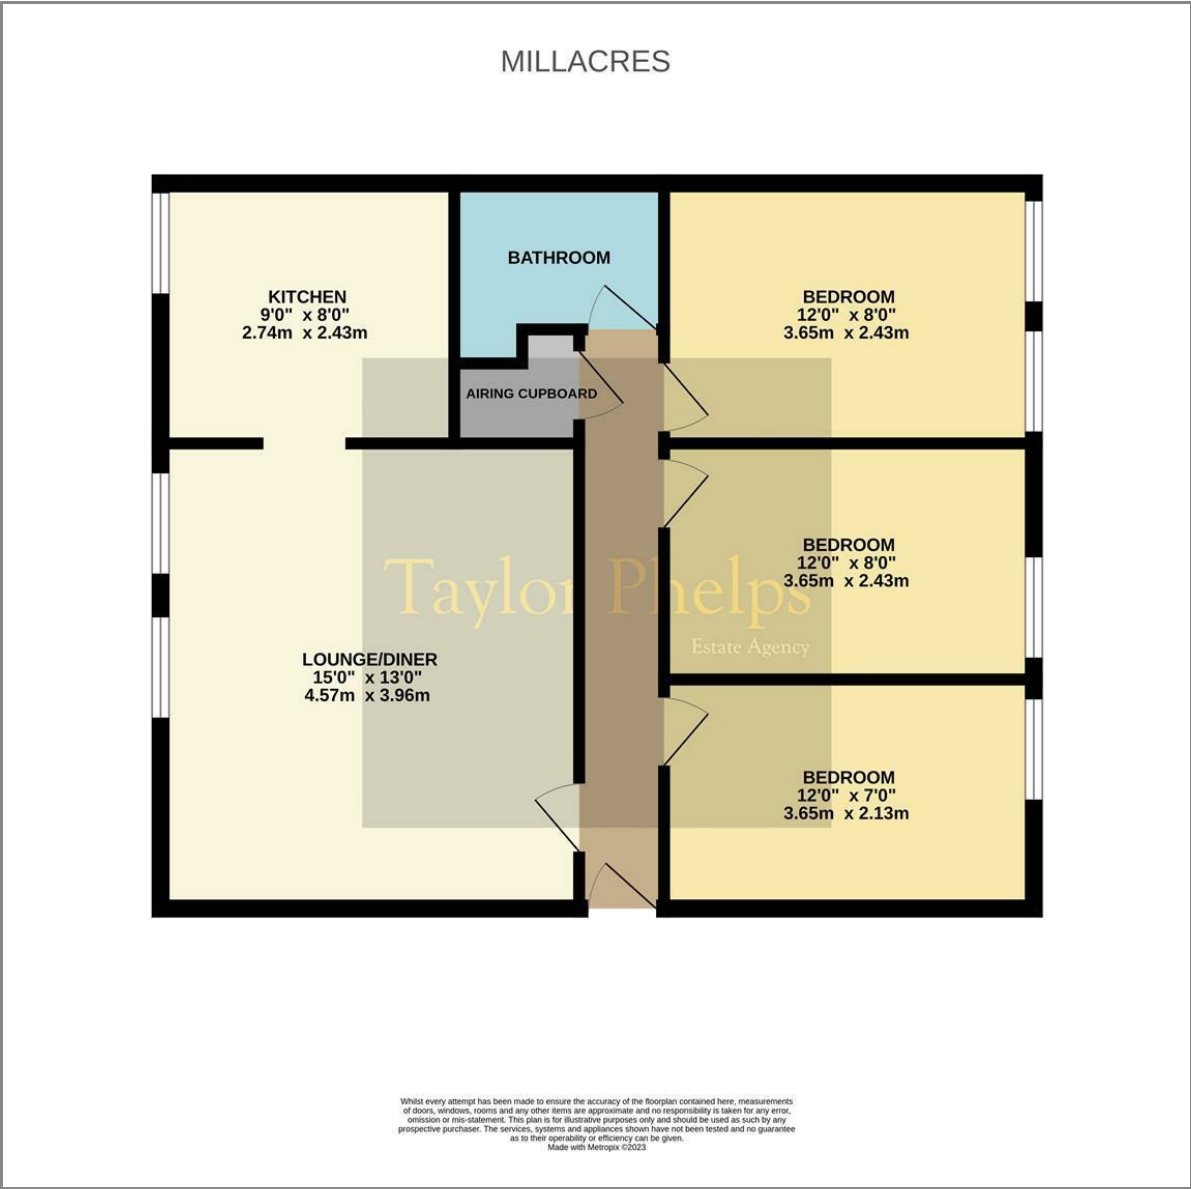 MILLACRES
BATHROOM
KITCHEN
9'0" x 8'0"
2.74m x 2.43m
BEDROOM
12'0" x 8'0"
3.65m x 2.43m
AIRING CUPBOARD
BEDROOM
12'0" x 8'0"
3.65m x 2.43m
Taylor Phelps
Estate Agency
LOUNGE/DINER
15'0" x 13'0"
4.57m x 3.96m
BEDROOM
12'0" x 7'0"
3.65m x 2.13m
Whilst every attempt has been made to ensure the accuracy of the floorplan contained here, measurements
of doors, windows, rooms and any other items are approximate and no responsibility is taken for any error,
omission or mis-statement. This plan is for illustrative purposes only and should be used as such by any
prospective purchaser. The services, systems and appliances shown have not been tested and no guarantee
as to their operability or efficiency can be given.
Made with Metropix ©2023